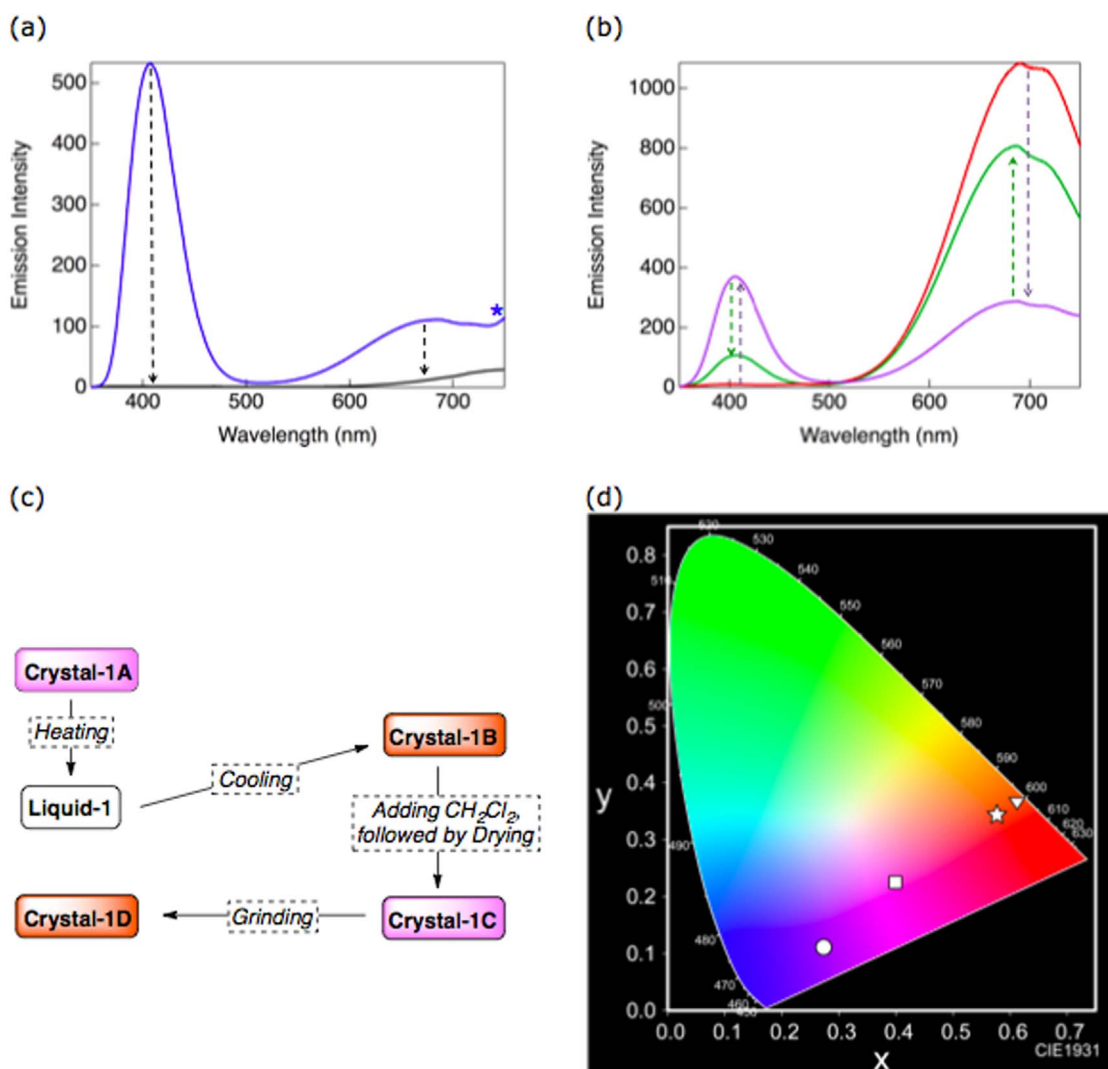 (a)
500
400
300
200
100
0
400
500
600
700
Emission Intensity
Wavelength (nm)
*
(b)
1000
800
600
400
200
0
400
500
600
700
Emission Intensity
Wavelength (nm)
(c)
Crystal-1A
Heating
Liquid-1
Cooling
Crystal-1B
Adding CH₂Cl₂,
followed by Drying
Crystal-1D
Grinding
Crystal-1C
(d)
0.8
0.7
0.6
0.5
0.4
0.3
0.2
0.1
0.0
y
520
530
540
510
550
560
500
570
580
590
600
610
620
630
490
480
470
460
0.0
0.1
0.2
0.3
0.4
0.5
0.6
0.7
x
CIE1931